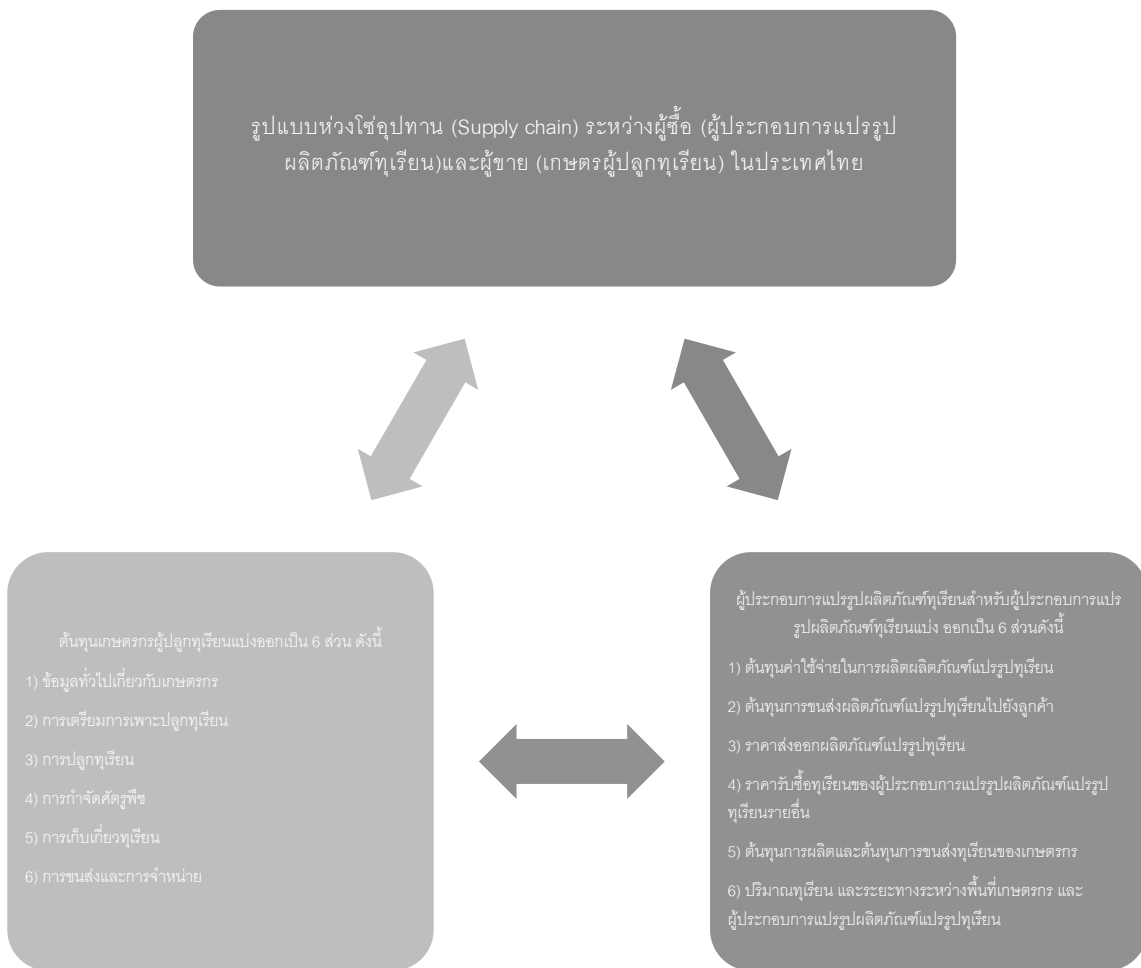 รูปแบบห่วงโซ่อุปทาน (Supply chain) ระหว่างผู้ซื้อ (ผู้ประกอบการแปรรูป
ผลิตภัณฑ์ทุเรียน)และผู้ขาย (เกษตรผู้ปลูกทุเรียน) ในประเทศไทย
ต้นทุนเกษตรกรผู้ปลูกทุเรียนแบ่งออกเป็น 6 ส่วน ดังนี้
1) ข้อมูลทั่วไปเกี่ยวกับเกษตรกร
2) การเตรียมการเพาะปลูกทุเรียน
3) การปลูกทุเรียน
4) การกำจัดศัตรูพืช
5) การเก็บเกี่ยวทุเรียน
6) การขนส่งและการจำหน่าย
ผู้ประกอบการแปรรูปผลิตภัณฑ์ทุเรียนสำหรับผู้ประกอบการแปร
รูปผลิตภัณฑ์ทุเรียนแบ่ง ออกเป็น 6 ส่วนดังนี้
1) ต้นทุนค่าใช้จ่ายในการผลิตผลิตภัณฑ์แปรรูปทุเรียน
2) ต้นทุนการขนส่งผลิตภัณฑ์แปรรูปทุเรียนไปยังลูกค้า
3) ราคาส่งออกผลิตภัณฑ์แปรรูปทุเรียน
4) ราคารับซื้อทุเรียนของผู้ประกอบการแปรรูปผลิตภัณฑ์แปรรูป
ทุเรียนรายอื่น
5) ต้นทุนการผลิตและต้นทุนการขนส่งทุเรียนของเกษตรกร
6) ปริมาณทุเรียน และระยะทางระหว่างพื้นที่เกษตรกร และ
ผู้ประกอบการแปรรูปผลิตภัณฑ์แปรรูปทุเรียน